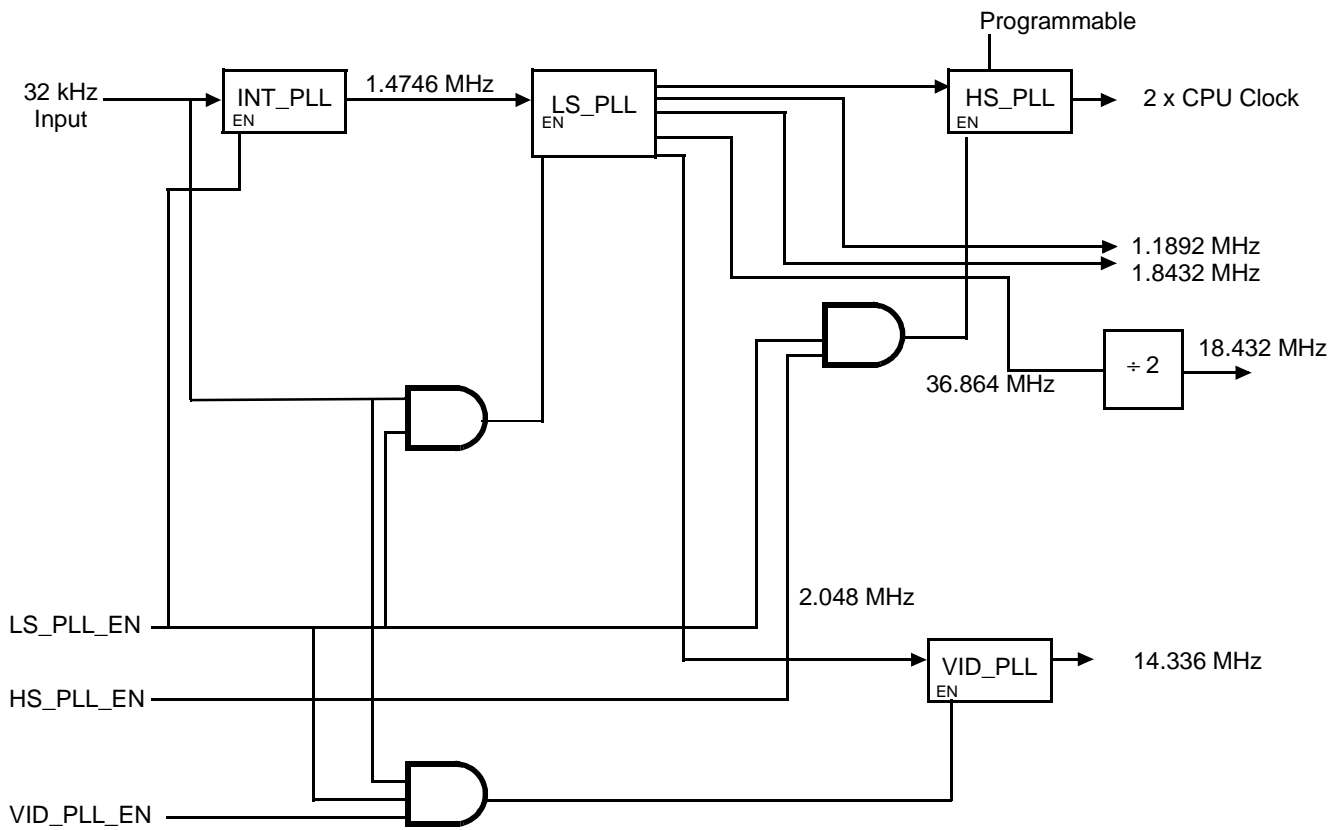 Programmable
32 kHz
Input
INT_PLL
EN
1.4746 MHz
LS_PLL
EN
HS_PLL
EN
2 x CPU Clock
1.1892 MHz
1.8432 MHz
÷ 2
18.432 MHz
36.864 MHz
2.048 MHz
LS_PLL_EN
HS_PLL_EN
VID_PLL
EN
14.336 MHz
VID_PLL_EN